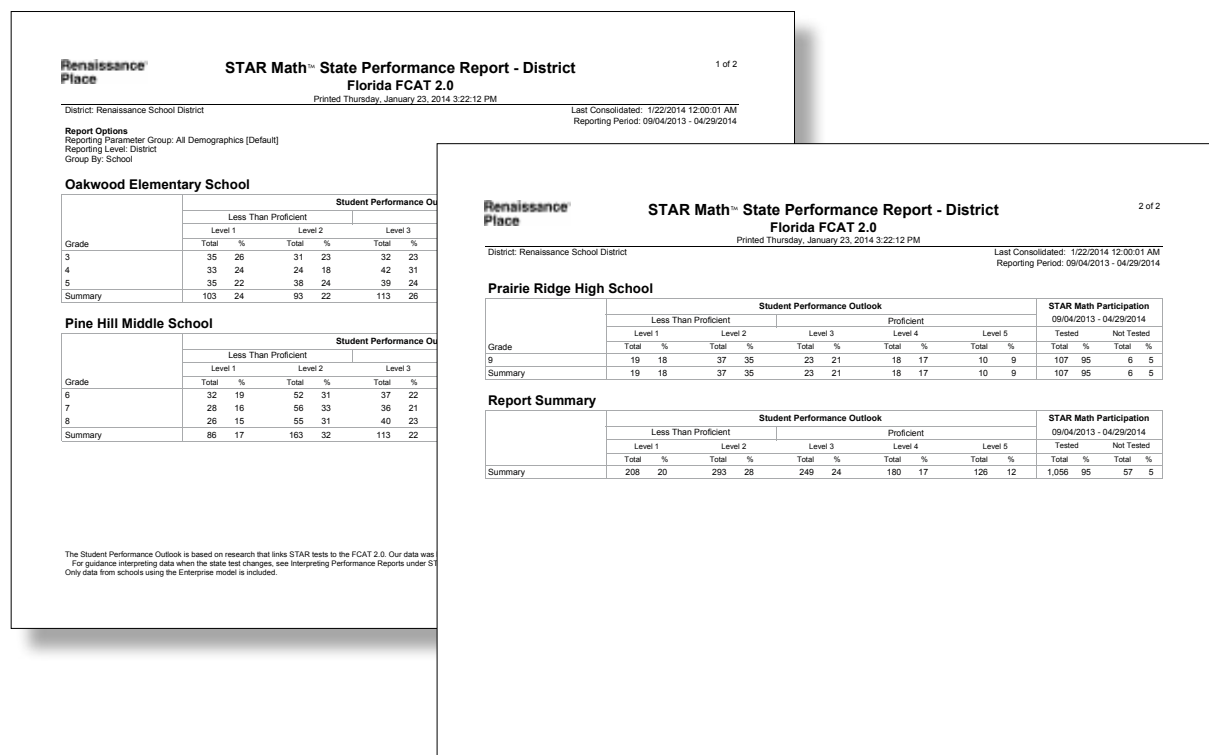 Renaissance®
Place
STAR Math™ State Performance Report - District
1 of 2
Florida FCAT 2.0
Printed Thursday, January 23, 2014 3:22:12 PM
District: Renaissance School District
Last Consolidated: 1/22/2014 12:00:01 AM
Reporting Period: 09/04/2013 - 04/29/2014
Report Options
Reporting Parameter Group: All Demographics [Default]
Reporting Level: District
Group By: School
Oakwood Elementary School
Student Performance Ou
Less Than Proficient
Level 1 Level 2 Level 3
Grade Total % Total % Total %
3 35 26 31 23 32 23
4 33 24 24 18 42 31
5 35 22 38 24 39 24
Summary 103 24 93 22 113 26
Pine Hill Middle School
Student Performance Ou
Less Than Proficient
Level 1 Level 2 Level 3
Grade Total % Total % Total %
6 32 19 52 31 37 22
7 28 16 56 33 36 21
8 26 15 55 31 40 23
Summary 86 17 163 32 113 22
The Student Performance Outlook is based on research that links STAR tests to the FCAT 2.0. Our data was
For guidance interpreting data when the state test changes, see Interpreting Performance Reports under ST
Only data from schools using the Enterprise model is included.
Renaissance®
Place
STAR Math™ State Performance Report - District
2 of 2
Florida FCAT 2.0
Printed Thursday, January 23, 2014 3:22:12 PM
District: Renaissance School District
Last Consolidated: 1/22/2014 12:00:01 AM
Reporting Period: 09/04/2013 - 04/29/2014
Prairie Ridge High School
Student Performance Outlook STAR Math Participation
Less Than Proficient Proficient 09/04/2013 - 04/29/2014
Level 1 Level 2 Level 3 Level 4 Level 5 Tested Not Tested
Grade Total % Total % Total % Total % Total % Total % Total %
9 19 18 37 35 23 21 18 17 10 9 107 95 6 5
Summary 19 18 37 35 23 21 18 17 10 9 107 95 6 5
Report Summary
Student Performance Outlook STAR Math Participation
Less Than Proficient Proficient 09/04/2013 - 04/29/2014
Level 1 Level 2 Level 3 Level 4 Level 5 Tested Not Tested
Total % Total % Total % Total % Total % Total % Total %
Summary 208 20 293 28 249 24 180 17 126 12 1,056 95 57 5